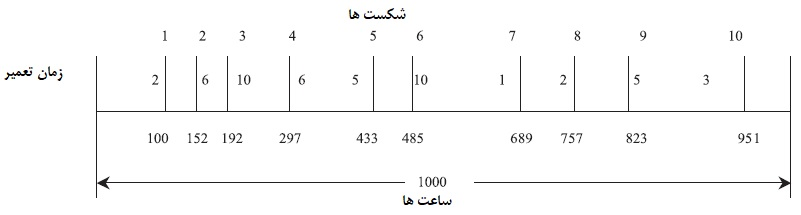 شکست ها
1 2 3 4 5 6 7 8 9 10
زمان تعمیر
2 6 10 6 5 10 1 2 5 3
100 152 192 297 433 485 689 757 823 951
1000
ساعت ها